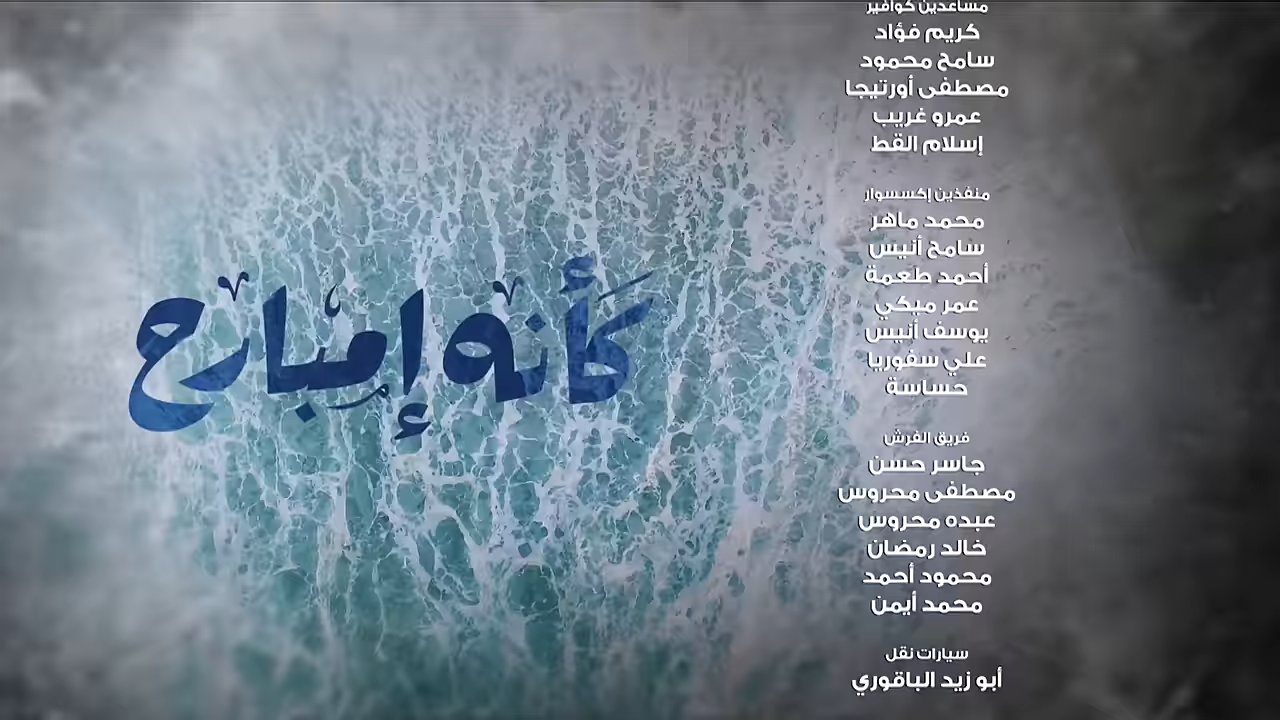 كأنه إمبارح
مساعدين كوافير
كريم فؤاد
سامح محمود
مصطفى أورتيجا
عمرو غريب
إسلام القط
منفذين إكسسوار
محمد ماهر
سامح أنيس
أحمد طعمة
عمر ميكي
يوسف أنيس
علي سفوريا
حساسة
فريق الفرش
جاسر حسن
مصطفى محروس
عبده محروس
خالد رمضان
محمود أحمد
محمد أيمن
سيارات نقل
أبو زيد الباقوري